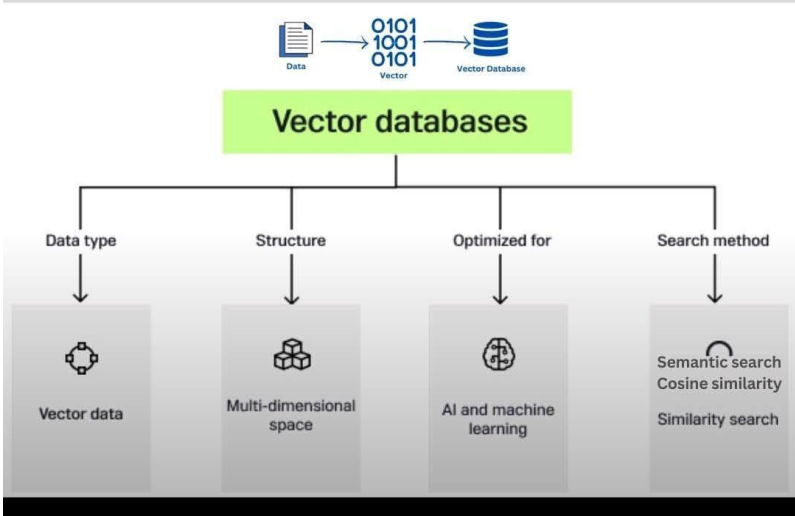 0101
1001
0101
Data
Vector
Vector Database
Vector databases
Data type
Structure
Optimized for
Search method
Vector data
Multi-dimensional
space
AI and machine
learning
Semantic search
Cosine similarity
Similarity search